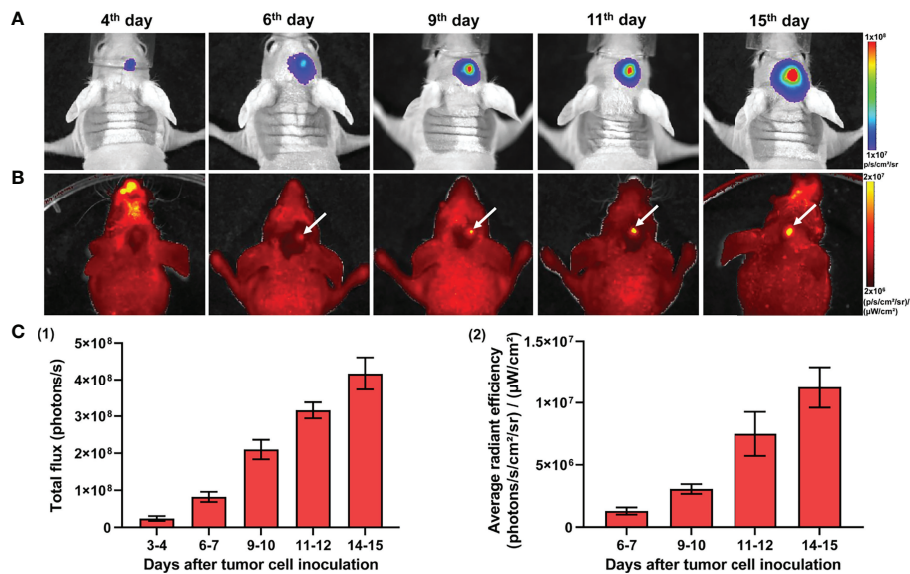 A
4th day
6th day
9th day
11th day
15th day
1x10⁸
1x10⁷
p/s/cm²/sr
B
2x10⁷
2x10⁶
(p/s/cm²/sr)/
(µW/cm²)
C
(1)
Total flux (photons/s)
5×10⁸
4×10⁸
3×10⁸
2×10⁸
1×10⁸
0
3-4
6-7
9-10
11-12
14-15
Days after tumor cell inoculation
(2)
Average radiant efficiency
(photons/s/cm²/sr) / (µW/cm²)
1.5×10⁷
1×10⁷
5×10⁶
0
6-7
9-10
11-12
14-15
Days after tumor cell inoculation